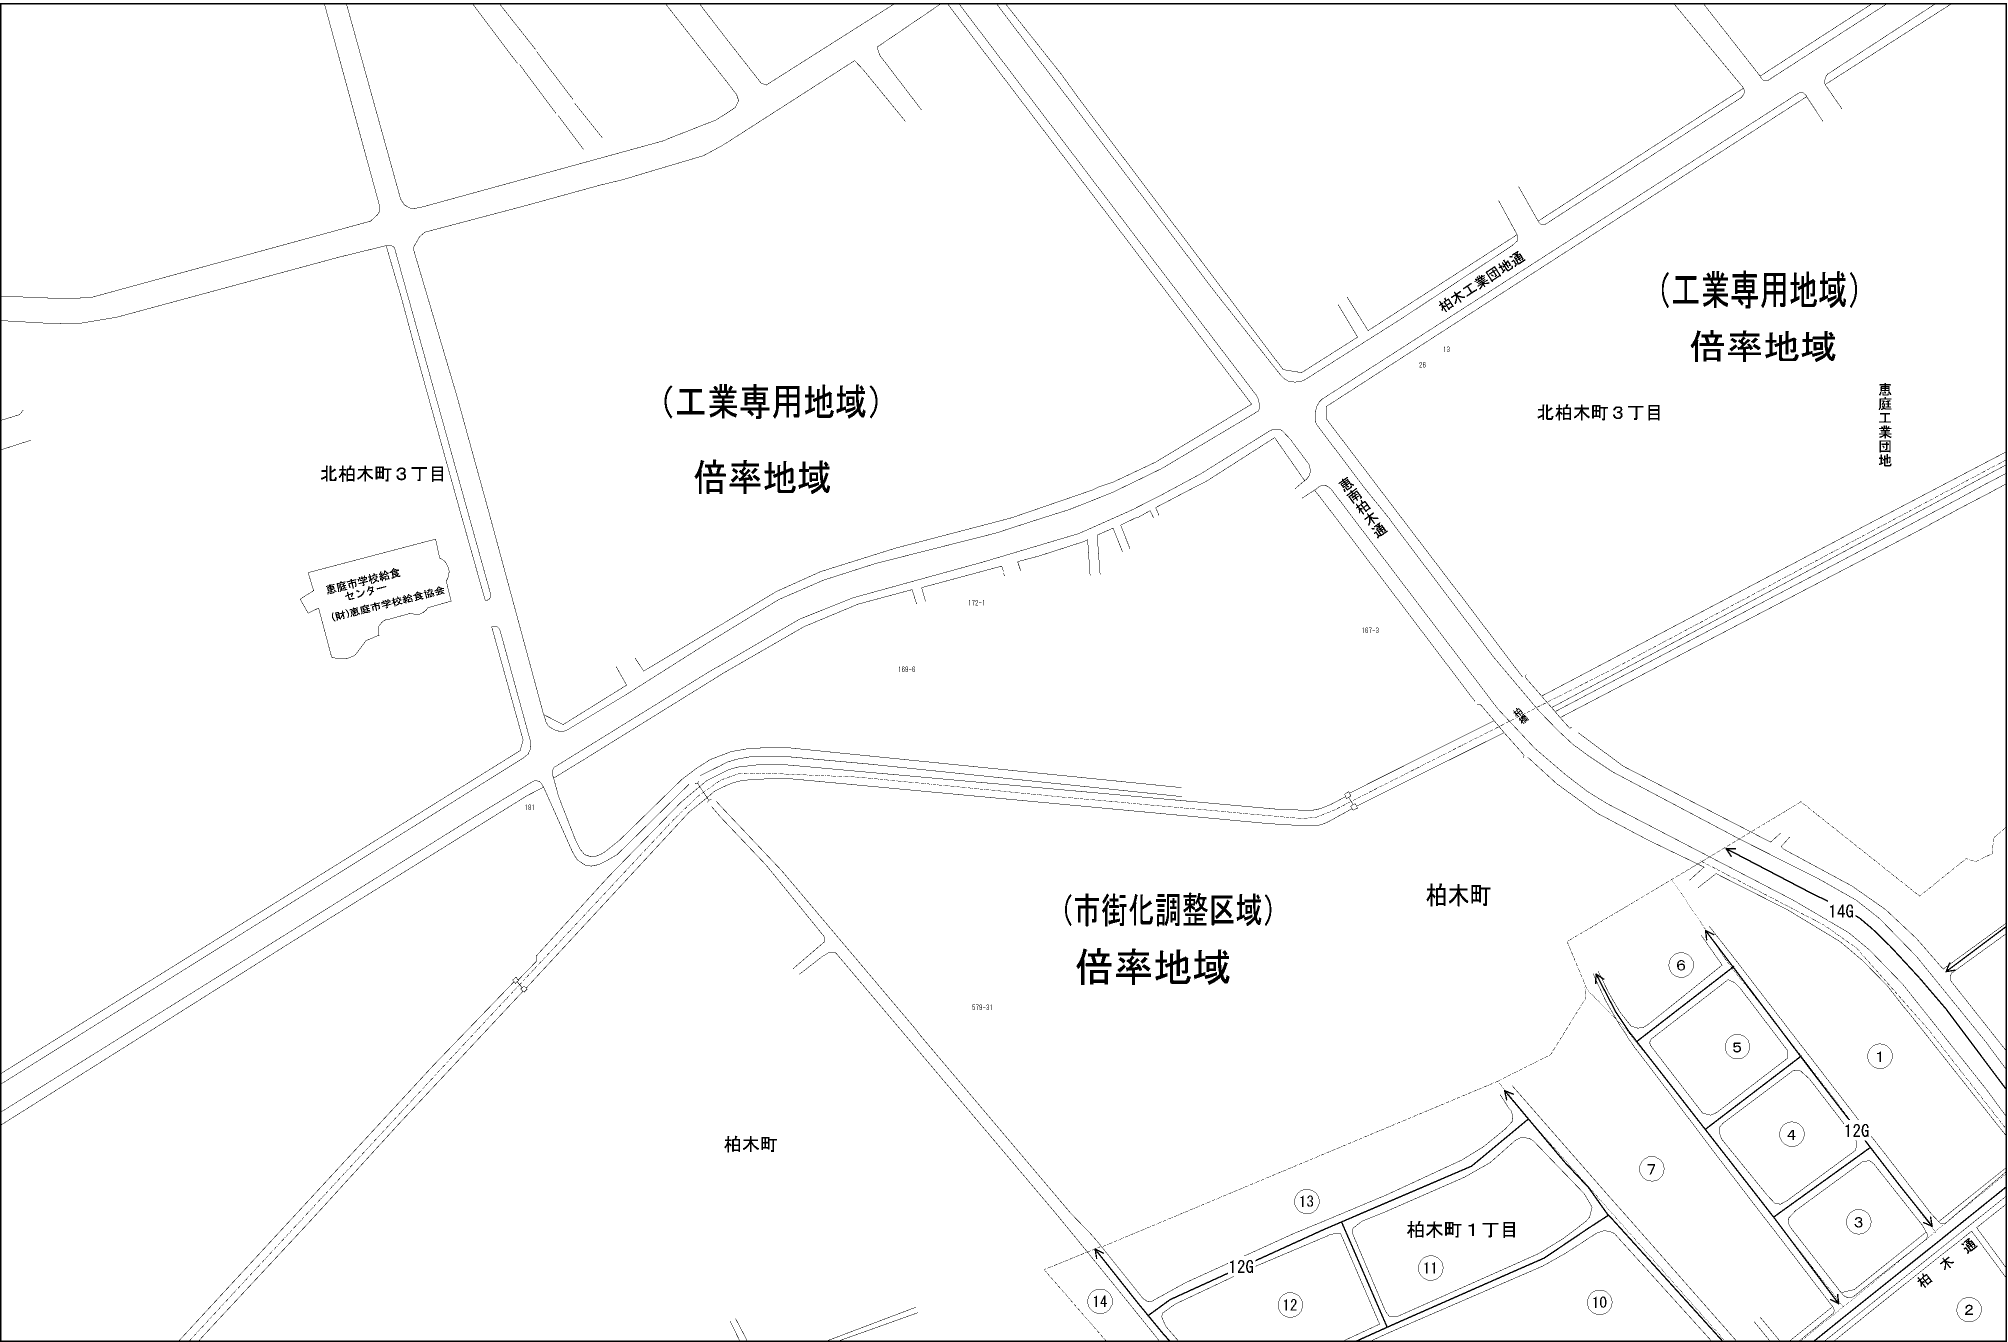 柏木工業団地通
（工業専用地域）
倍率地域
13
26
恵庭工業団地
（工業専用地域）
倍率地域
北柏木町３丁目
北柏木町３丁目
恵南柏木通
恵庭市学校給食
センター
(財)恵庭市学校給食協会
172-1
167-3
169-6
柏橋
181
（市街化調整区域）
倍率地域
柏木町
14G
6
579-31
5
1
12G
4
柏木町
7
13
柏木町１丁目
3
12G
11
柏木通
14
12
10
2